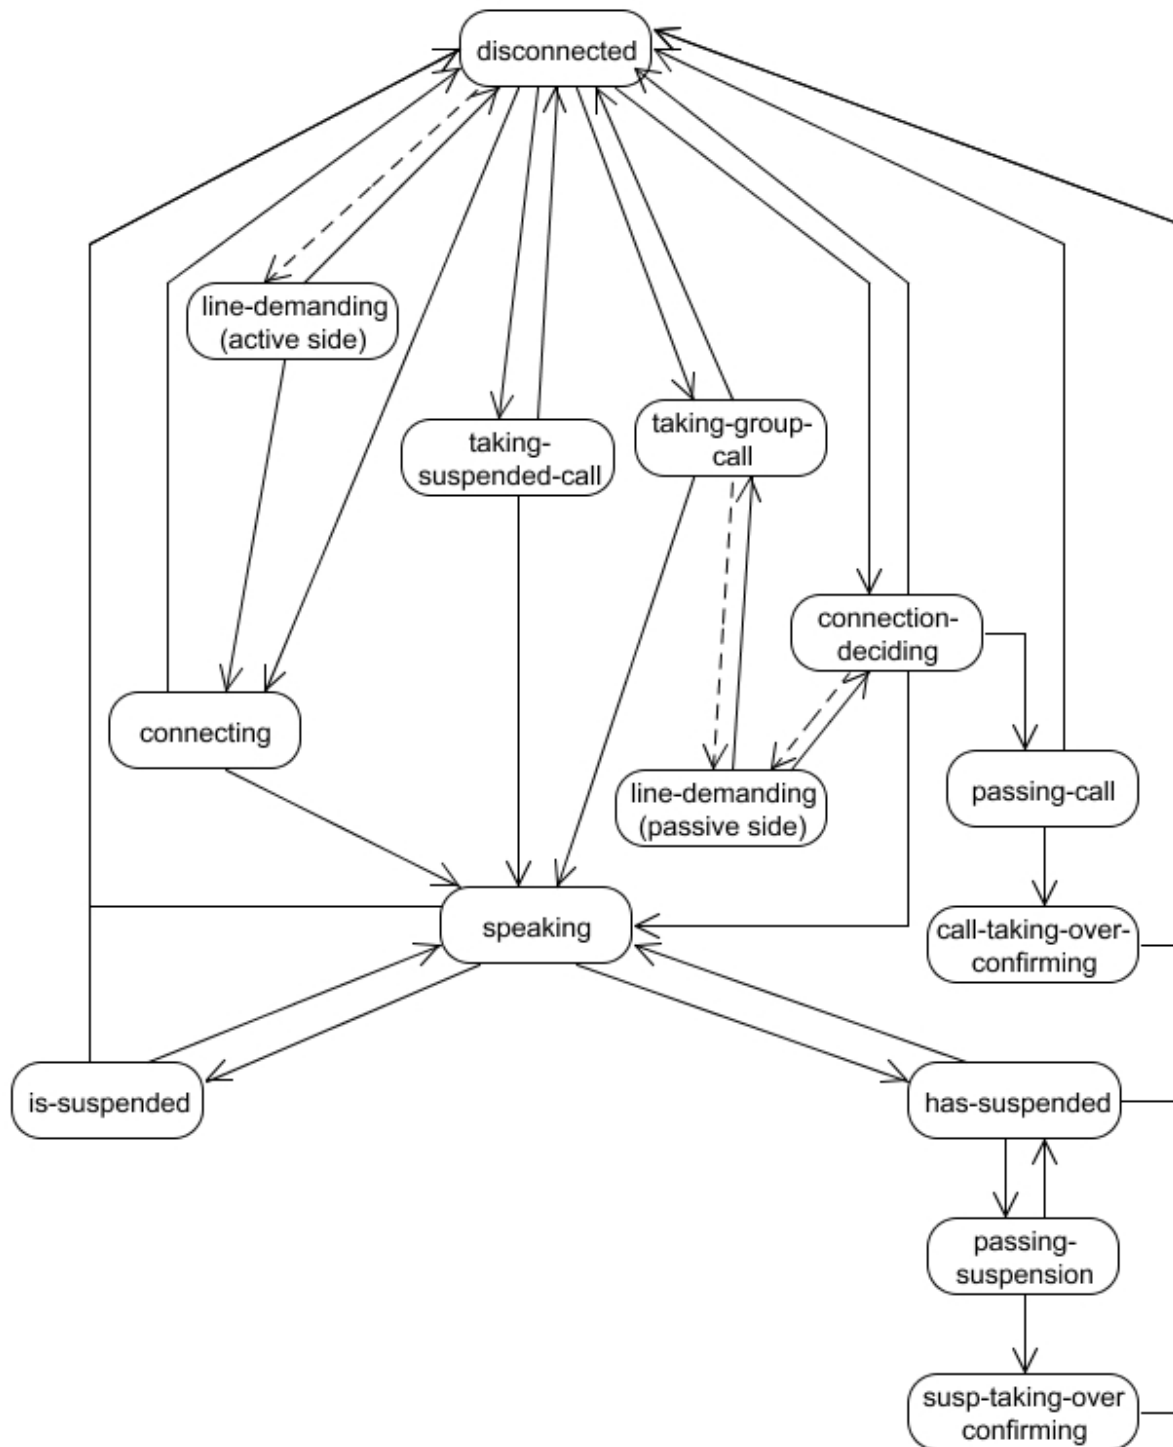 disconnected
line-demanding
(active side)
taking-
suspended-call
taking-group-
call
connection-
deciding
connecting
line-demanding
(passive side)
passing-call
speaking
call-taking-over-
confirming
is-suspended
has-suspended
passing-
suspension
susp-taking-over
confirming